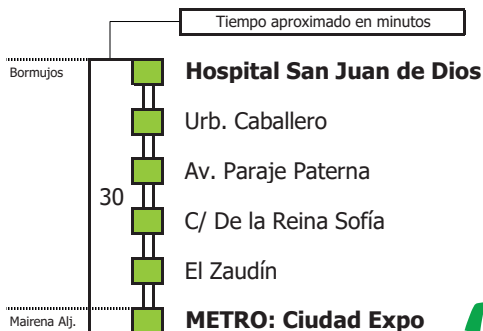 Tiempo aproximado en minutos
Bormujos
Hospital San Juan de Dios
Urb. Caballero
Av. Paraje Paterna
30
C/ De la Reina Sofía
El Zaudín
Mairena Alj.
METRO: Ciudad Expo